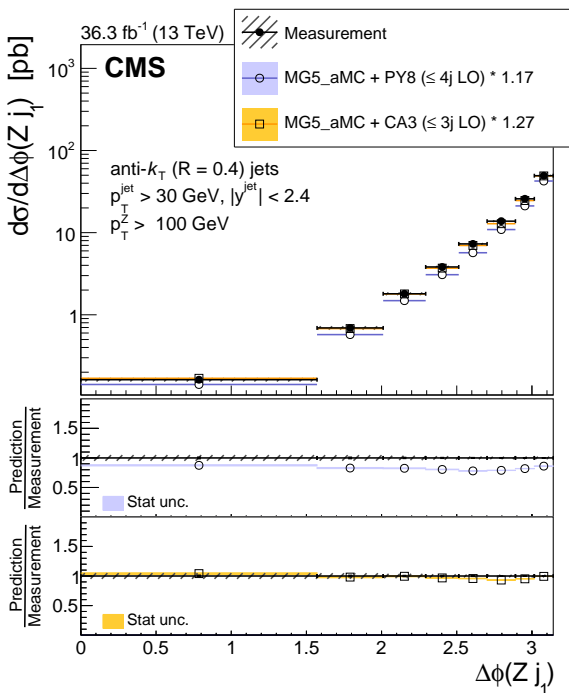 36.3 fb⁻¹ (13 TeV)
CMS
Measurement
MG5_aMC + PY8 (≤ 4j LO) * 1.17
MG5_aMC + CA3 (≤ 3j LO) * 1.27
anti-k_T (R = 0.4) jets
p_T^jet > 30 GeV, |y^jet| < 2.4
p_T^Z > 100 GeV
dσ/dΔϕ(Z j₁) [pb]
10³
10²
10
1
Prediction
Measurement
1.5
1
0.5
Stat unc.
Prediction
Measurement
1.5
1
0.5
Stat unc.
0 0.5 1 1.5 2 2.5 3
Δϕ(Z j₁)